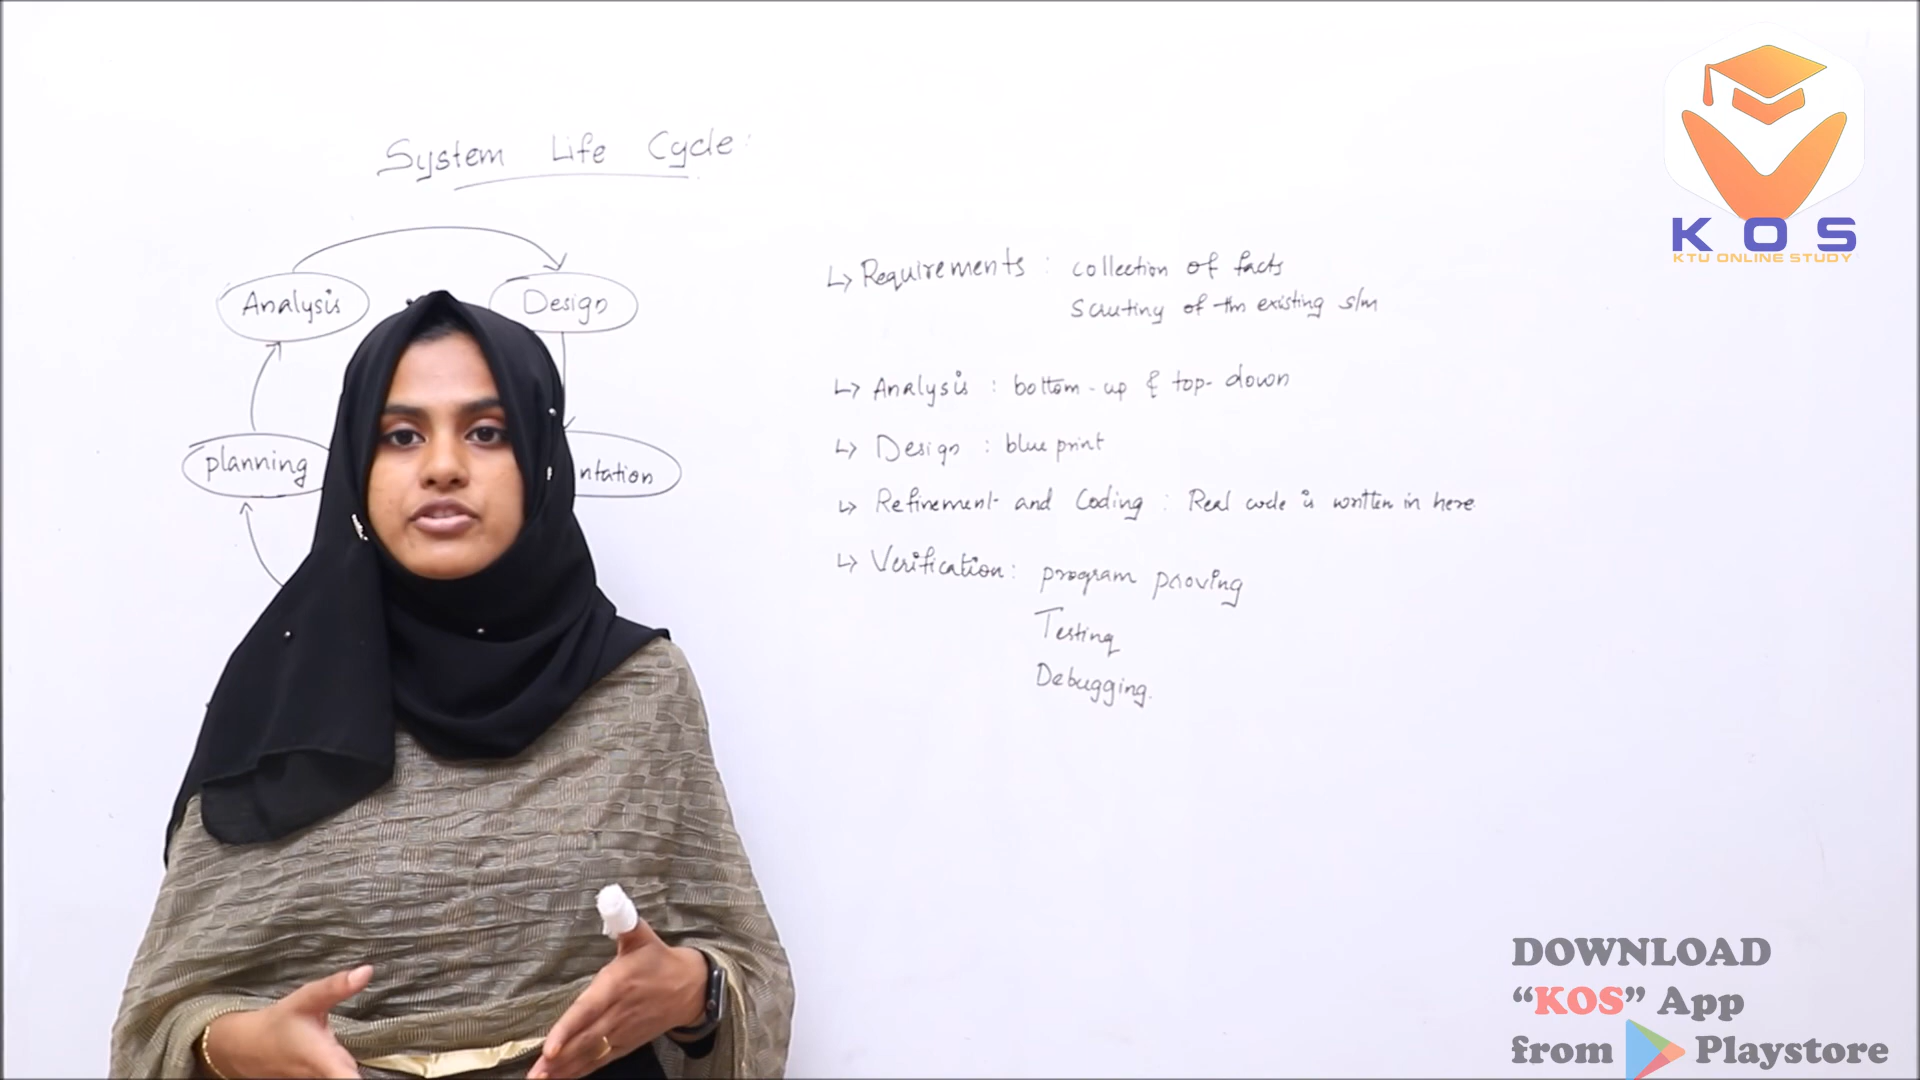 System Life Cycle:
Analysis
Design
planning
ntation
↳ Requirements : collection of facts
Scrutiny of the existing s/m
↳ Analysis : bottom-up & top-down
↳ Design : blue print
↳ Refinement and Coding : Real code is written in here.
↳ Verification : program proving
Testing
Debugging.
KOS
KTU ONLINE STUDY
DOWNLOAD
“KOS” App
from Playstore